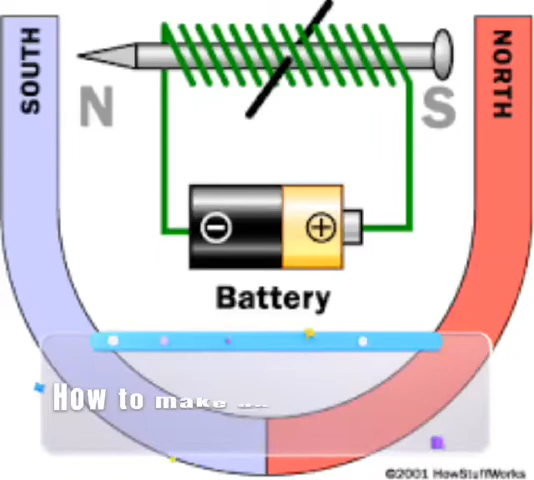 SOUTH
NORTH
N
S
Battery
How to make
©2001 HowStuffWorks